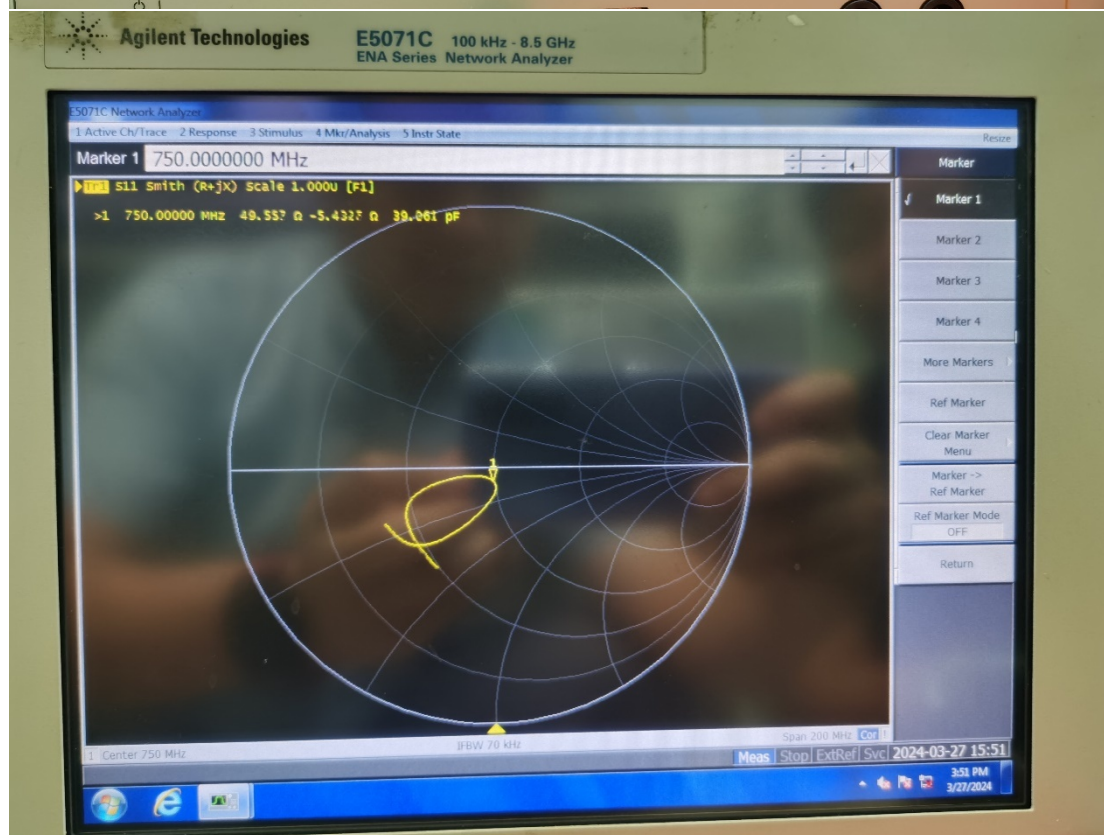 Agilent Technologies
E5071C 100 kHz - 8.5 GHz
ENA Series Network Analyzer
E5071C Network Analyzer
1 Active Ch/Trace 2 Response 3 Stimulus 4 Mkr/Analysis 5 Instr State
Resize
Marker 1 750.0000000 MHz
Marker
Tr1 S11 Smith (R+jX) Scale 1.000U [F1]
>1 750.00000 MHz Ω Ω pF
1
Marker 1
Marker 2
Marker 3
Marker 4
More Markers
Ref Marker
Clear Marker
Menu
Marker ->
Ref Marker
Ref Marker Mode
OFF
Return
1 Center 750 MHz
IFBW 70 kHz
Span 200 MHz Cor
Meas Stop ExtRef Svc 2024-03-27 15:51
3:51 PM
3/27/2024